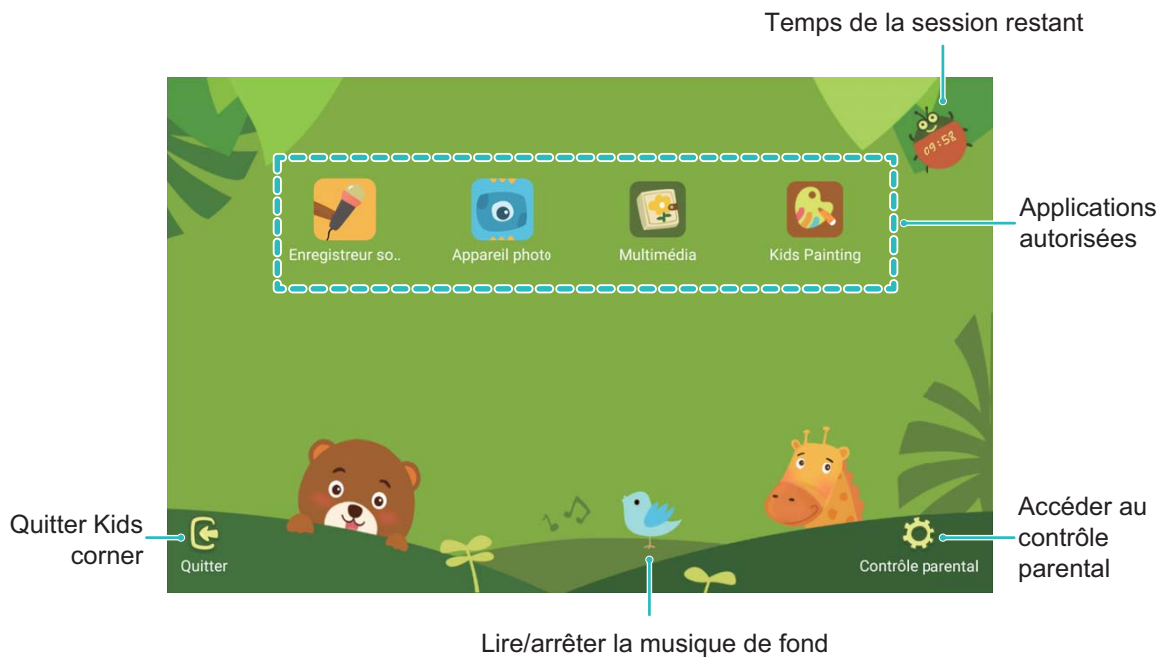 Temps de la session restant
09:58
Enregistreur so..
Appareil photo
Multimédia
Kids Painting
Applications
autorisées
Quitter Kids
corner
Quitter
Contrôle parental
Accéder au
contrôle
parental
Lire/arrêter la musique de fond